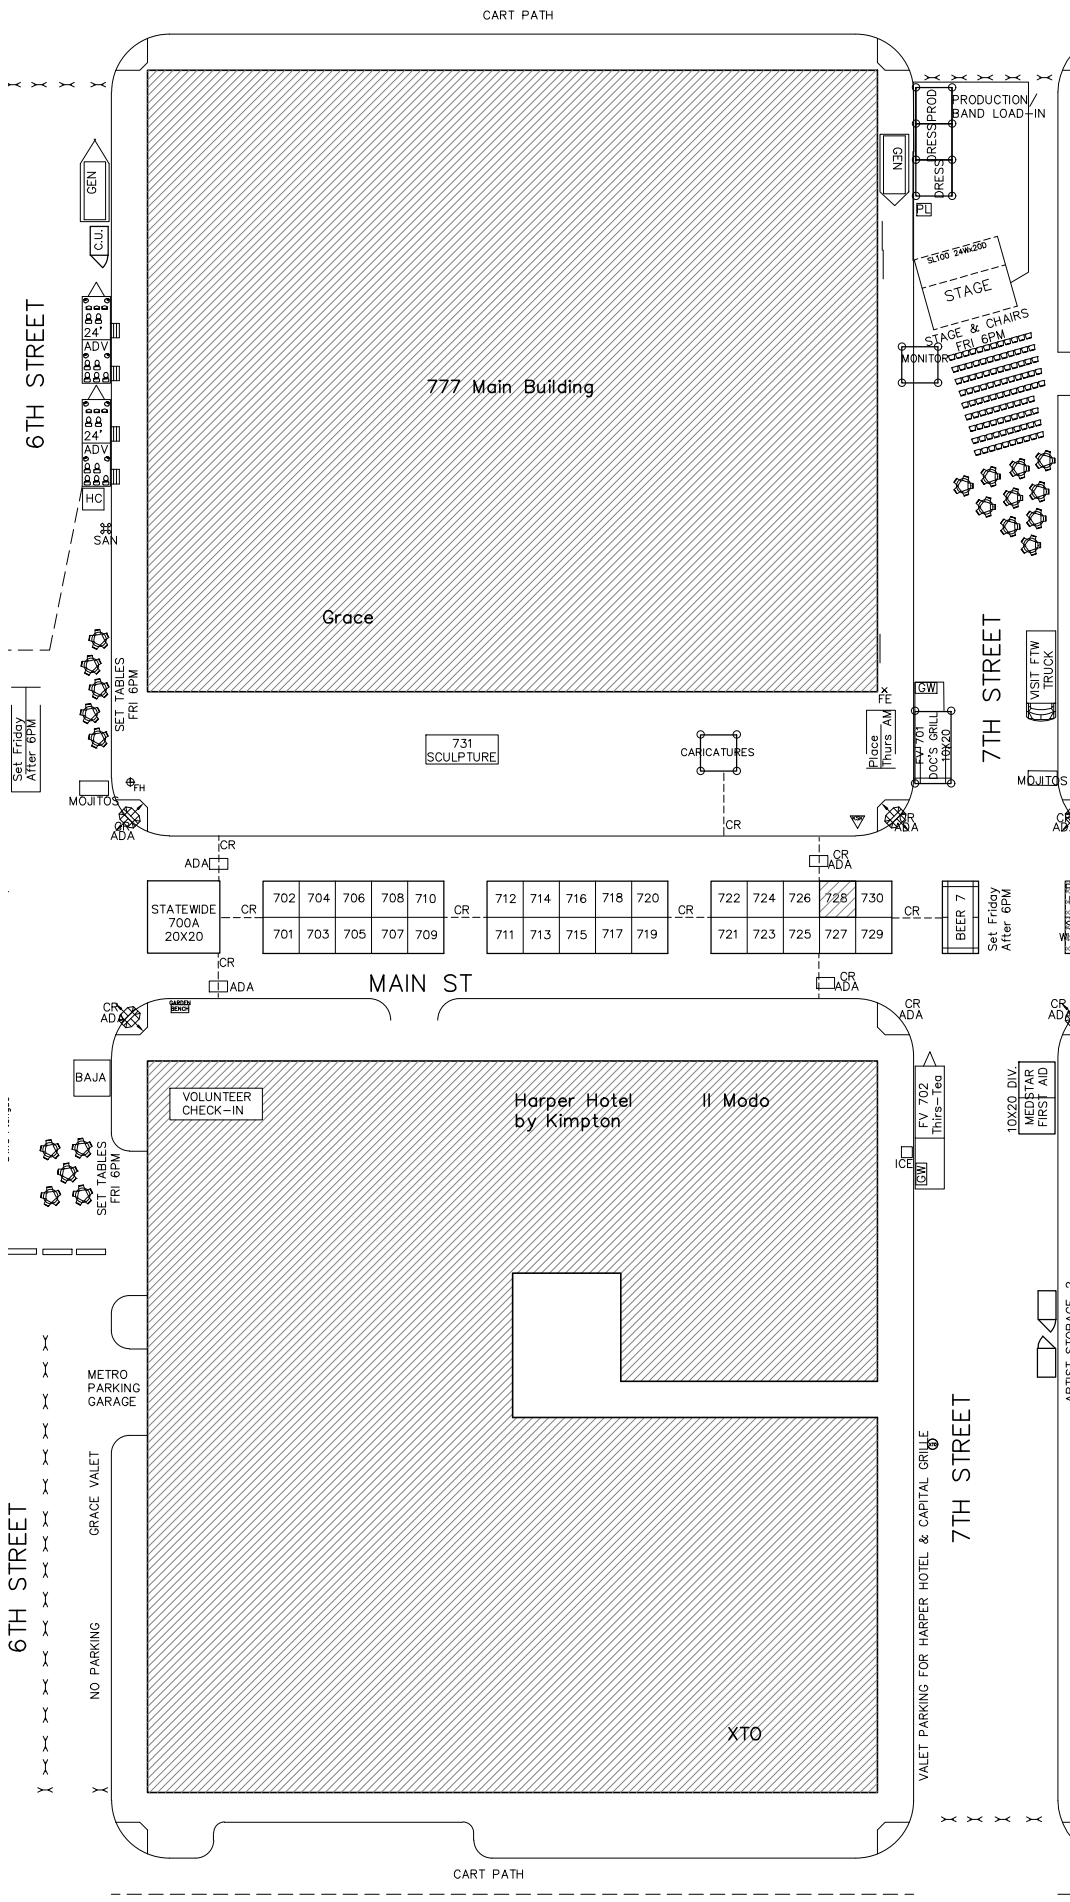 CART PATH
PRODUCTION/
BAND LOAD-IN
PROD
DRESS
DRESS
GEN
GEN
PL
C.U.
SL100 24Wx20D
STAGE
STAGE & CHAIRS
FRI 6PM
MONITOR
24'
ADV
24'
ADV
HC
SAN
6TH STREET
777 Main Building
Grace
SET TABLES
FRI 6PM
Set Friday
After 6PM
MOJITOS
FH
CR
ADA
731
SCULPTURE
CARICATURES
CR
FE
Place
Thurs AM
GW
FV 701
DOC'S GRILL
10X20
7TH STREET
VISIT FTW
TRUCK
MOJITOS
CR
ADA
CR
ADA
CR
ADA
CR
ADA
STATEWIDE
700A
20X20
CR
702 704 706 708 710
701 703 705 707 709
CR
712 714 716 718 720
711 713 715 717 719
CR
722 724 726 728 730
721 723 725 727 729
CR
BEER 7
Set Friday
After 6PM
CR
ADA
MAIN ST
CR
ADA
CR
ADA
GARDEN
BENCH
CR
ADA
CR
ADA
BAJA
VOLUNTEER
CHECK-IN
Harper Hotel
by Kimpton
Il Modo
FV 702
Thirs-Tea
ICE
GW
10X20 DIV.
MEDSTAR
FIRST AID
SET TABLES
FRI 6PM
METRO
PARKING
GARAGE
GRACE VALET
NO PARKING
6TH STREET
7TH STREET
VALET PARKING FOR HARPER HOTEL & CAPITAL GRILLE
XTO
CART PATH